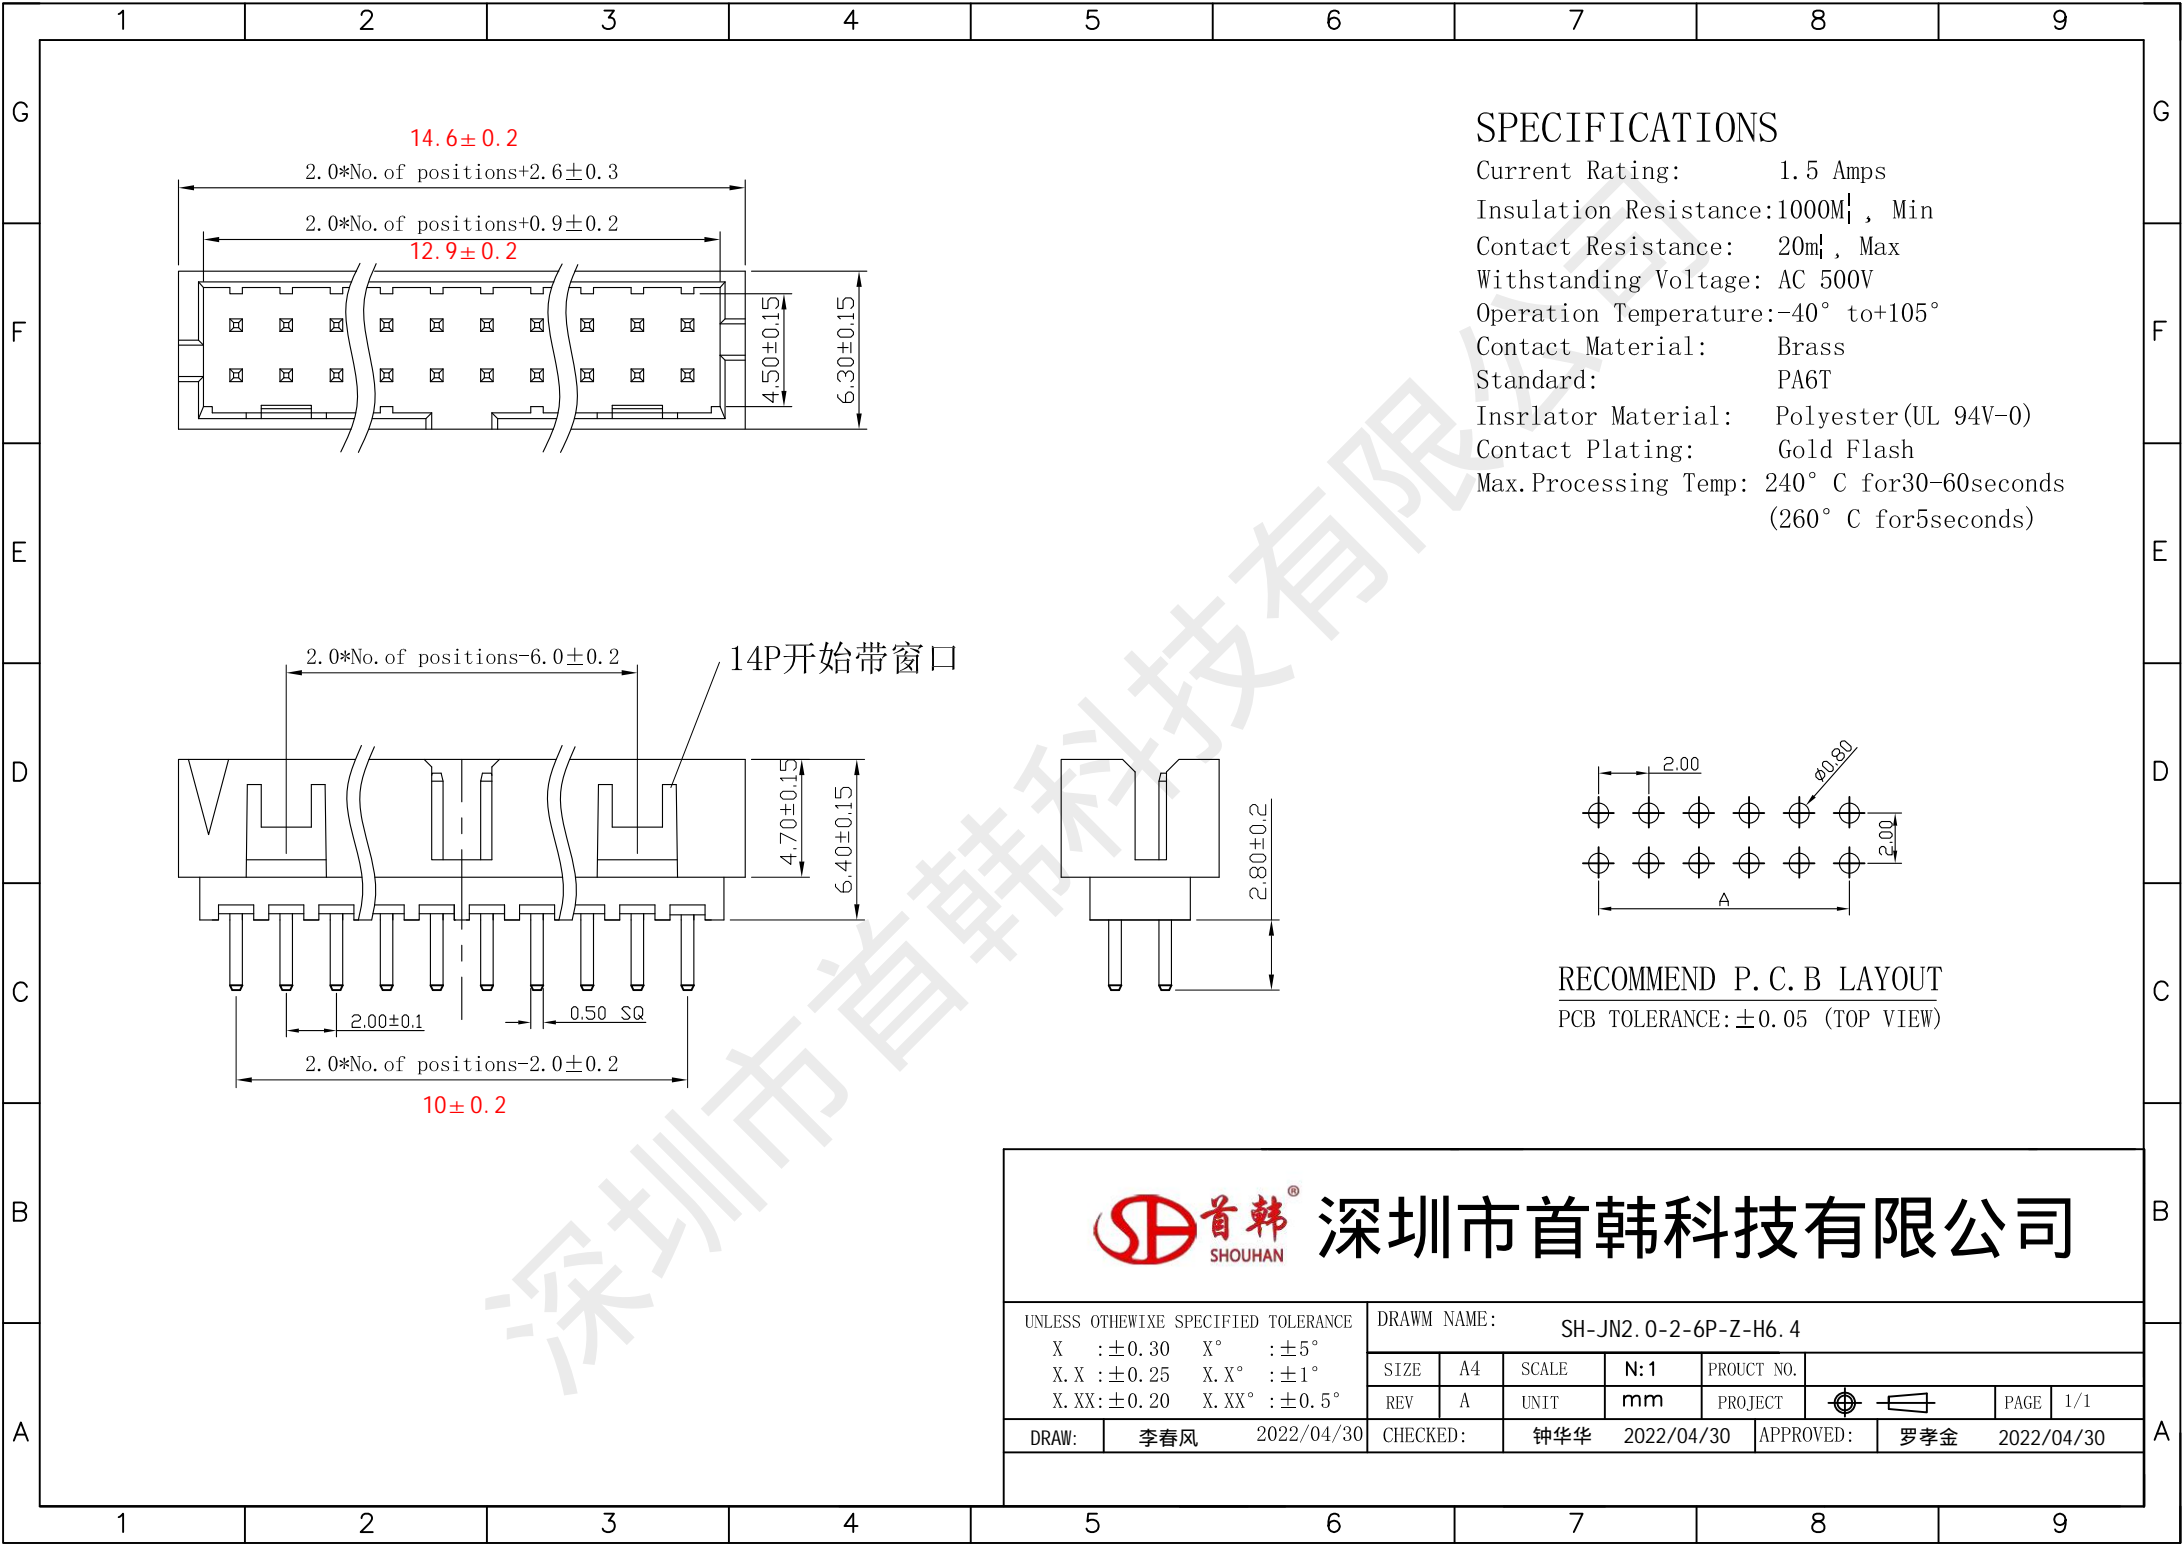 1 2 3 4 5 6 7 8 9
G G
F F
E E
D D
C C
B B
A A
14.6±0.2
2.0*No.of positions+2.6±0.3
2.0*No.of positions+0.9±0.2
12.9±0.2
4.50±0.15
6.30±0.15
SPECIFICATIONS
Current Rating: 1.5 Amps
Insulation Resistance:1000M¦ , Min
Contact Resistance: 20m¦ , Max
Withstanding Voltage: AC 500V
Operation Temperature:-40° to+105°
Contact Material: Brass
Standard: PA6T
Insrlator Material: Polyester(UL 94V-0)
Contact Plating: Gold Flash
Max.Processing Temp: 240° C for30-60seconds
(260° C for5seconds)
2.0*No.of positions-6.0±0.2
14P开始带窗口
4.70±0.15
6.40±0.15
2.00±0.1
0.50 SQ
2.0*No.of positions-2.0±0.2
10±0.2
2.80±0.2
2.00
Ø0.80
2.00
A
RECOMMEND P.C.B LAYOUT
PCB TOLERANCE:±0.05 (TOP VIEW)
深圳市首韩科技有限公司
SH 首韩®
SHOUHAN
深圳市首韩科技有限公司
UNLESS OTHEWIXE SPECIFIED TOLERANCE
X :±0.30 X° :±5°
X.X :±0.25 X.X° :±1°
X.XX:±0.20 X.XX° :±0.5°
DRAWM NAME: SH-JN2.0-2-6P-Z-H6.4
SIZE A4 SCALE N:1 PROUCT NO.
REV A UNIT mm PROJECT PAGE 1/1
DRAW: 李春风 2022/04/30 CHECKED: 钟华华 2022/04/30 APPROVED: 罗孝金 2022/04/30
1 2 3 4 5 6 7 8 9